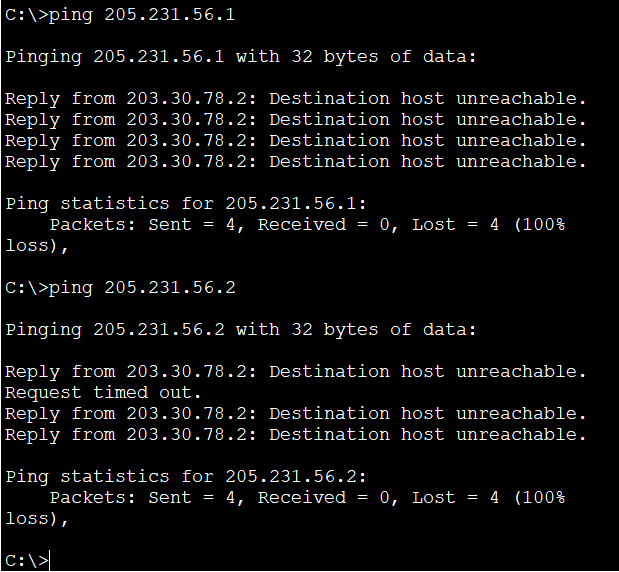 C:\>ping 205.231.56.1
Pinging 205.231.56.1 with 32 bytes of data:
Reply from 203.30.78.2: Destination host unreachable.
Reply from 203.30.78.2: Destination host unreachable.
Reply from 203.30.78.2: Destination host unreachable.
Reply from 203.30.78.2: Destination host unreachable.
Ping statistics for 205.231.56.1:
    Packets: Sent = 4, Received = 0, Lost = 4 (100%
loss),
C:\>ping 205.231.56.2
Pinging 205.231.56.2 with 32 bytes of data:
Reply from 203.30.78.2: Destination host unreachable.
Request timed out.
Reply from 203.30.78.2: Destination host unreachable.
Reply from 203.30.78.2: Destination host unreachable.
Ping statistics for 205.231.56.2:
    Packets: Sent = 4, Received = 0, Lost = 4 (100%
loss),
C:\>